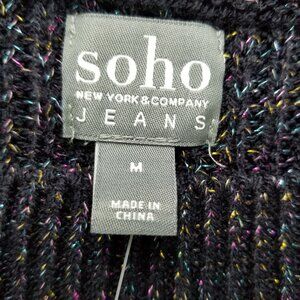 soho
NEW YORK & COMPANY
JEANS
M
MADE IN
CHINA